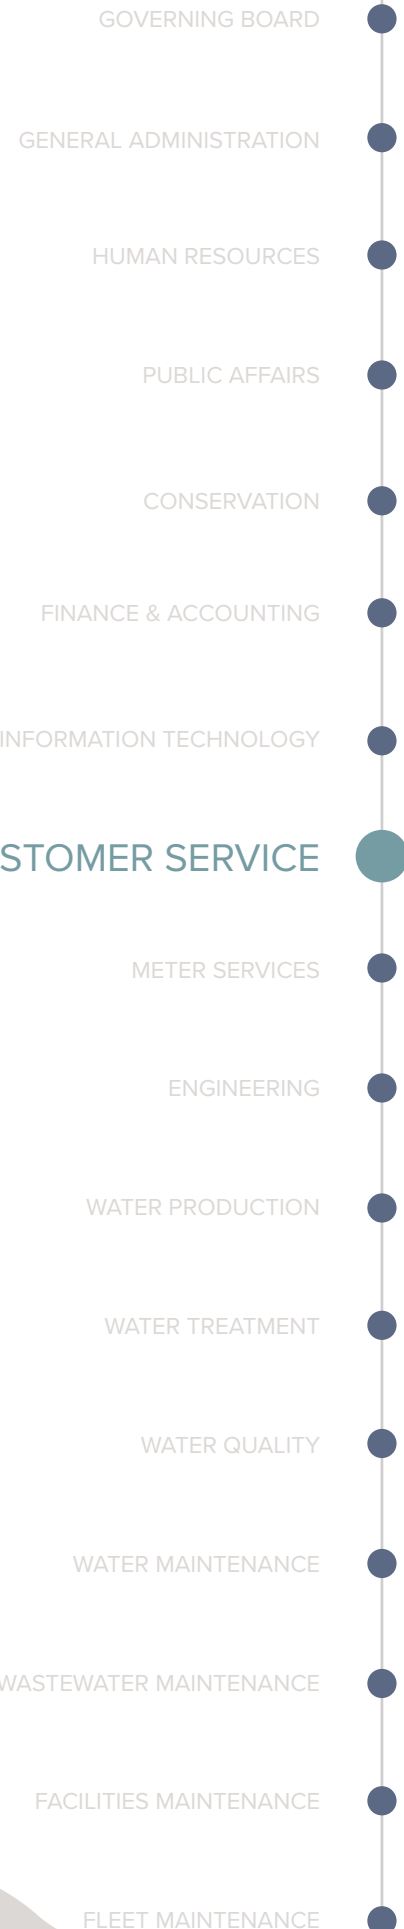 GOVERNING BOARD
GENERAL ADMINISTRATION
HUMAN RESOURCES
PUBLIC AFFAIRS
CONSERVATION
FINANCE & ACCOUNTING
INFORMATION TECHNOLOGY
STOMER SERVICE
METER SERVICES
ENGINEERING
WATER PRODUCTION
WATER TREATMENT
WATER QUALITY
WATER MAINTENANCE
WASTEWATER MAINTENANCE
FACILITIES MAINTENANCE
FLEET MAINTENANCE